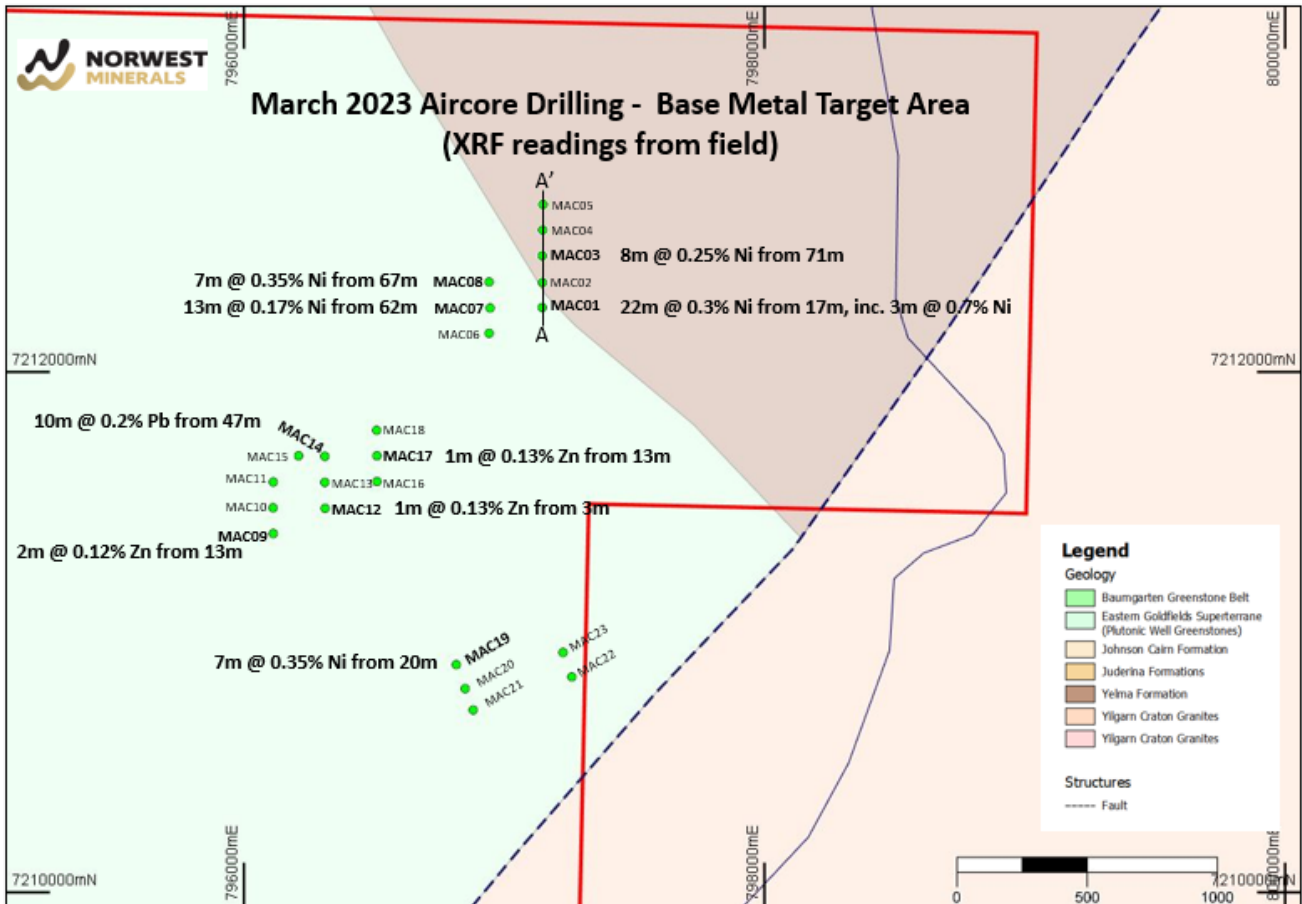 NORWEST
MINERALS
796000mE
798000mE
800000mE
March 2023 Aircore Drilling - Base Metal Target Area
(XRF readings from field)
A'
MAC05
MAC04
MAC03 8m @ 0.25% Ni from 71m
7m @ 0.35% Ni from 67m MAC08
MAC02
13m @ 0.17% Ni from 62m MAC07
MAC01 22m @ 0.3% Ni from 17m, inc. 3m @ 0.7% Ni
MAC06
A
7212000mN
7212000mN
10m @ 0.2% Pb from 47m
MAC14
MAC18
MAC15
MAC17 1m @ 0.13% Zn from 13m
MAC11
MAC13
MAC16
MAC10
MAC12 1m @ 0.13% Zn from 3m
MAC09
2m @ 0.12% Zn from 13m
7m @ 0.35% Ni from 20m
MAC19
MAC20
MAC21
MAC23
MAC22
Legend
Geology
Baumgarten Greenstone Belt
Eastern Goldfields Superterrane
(Plutonic Well Greenstones)
Johnson Cairn Formation
Juderina Formations
Yelma Formation
Yilgarn Craton Granites
Yilgarn Craton Granites
Structures
Fault
796000mE
798000mE
800000mE
7210000mN
7210000mN
0 500 1000